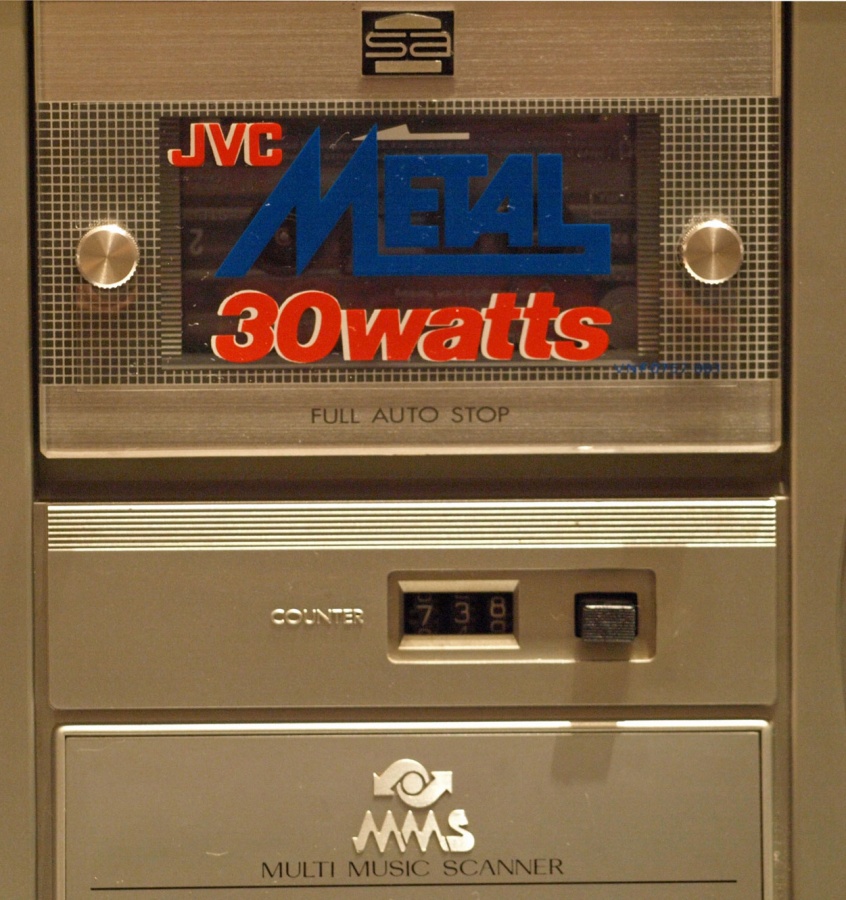 sa
JVC
METAL
30watts
FULL AUTO STOP
COUNTER 738
MMS
MULTI MUSIC SCANNER